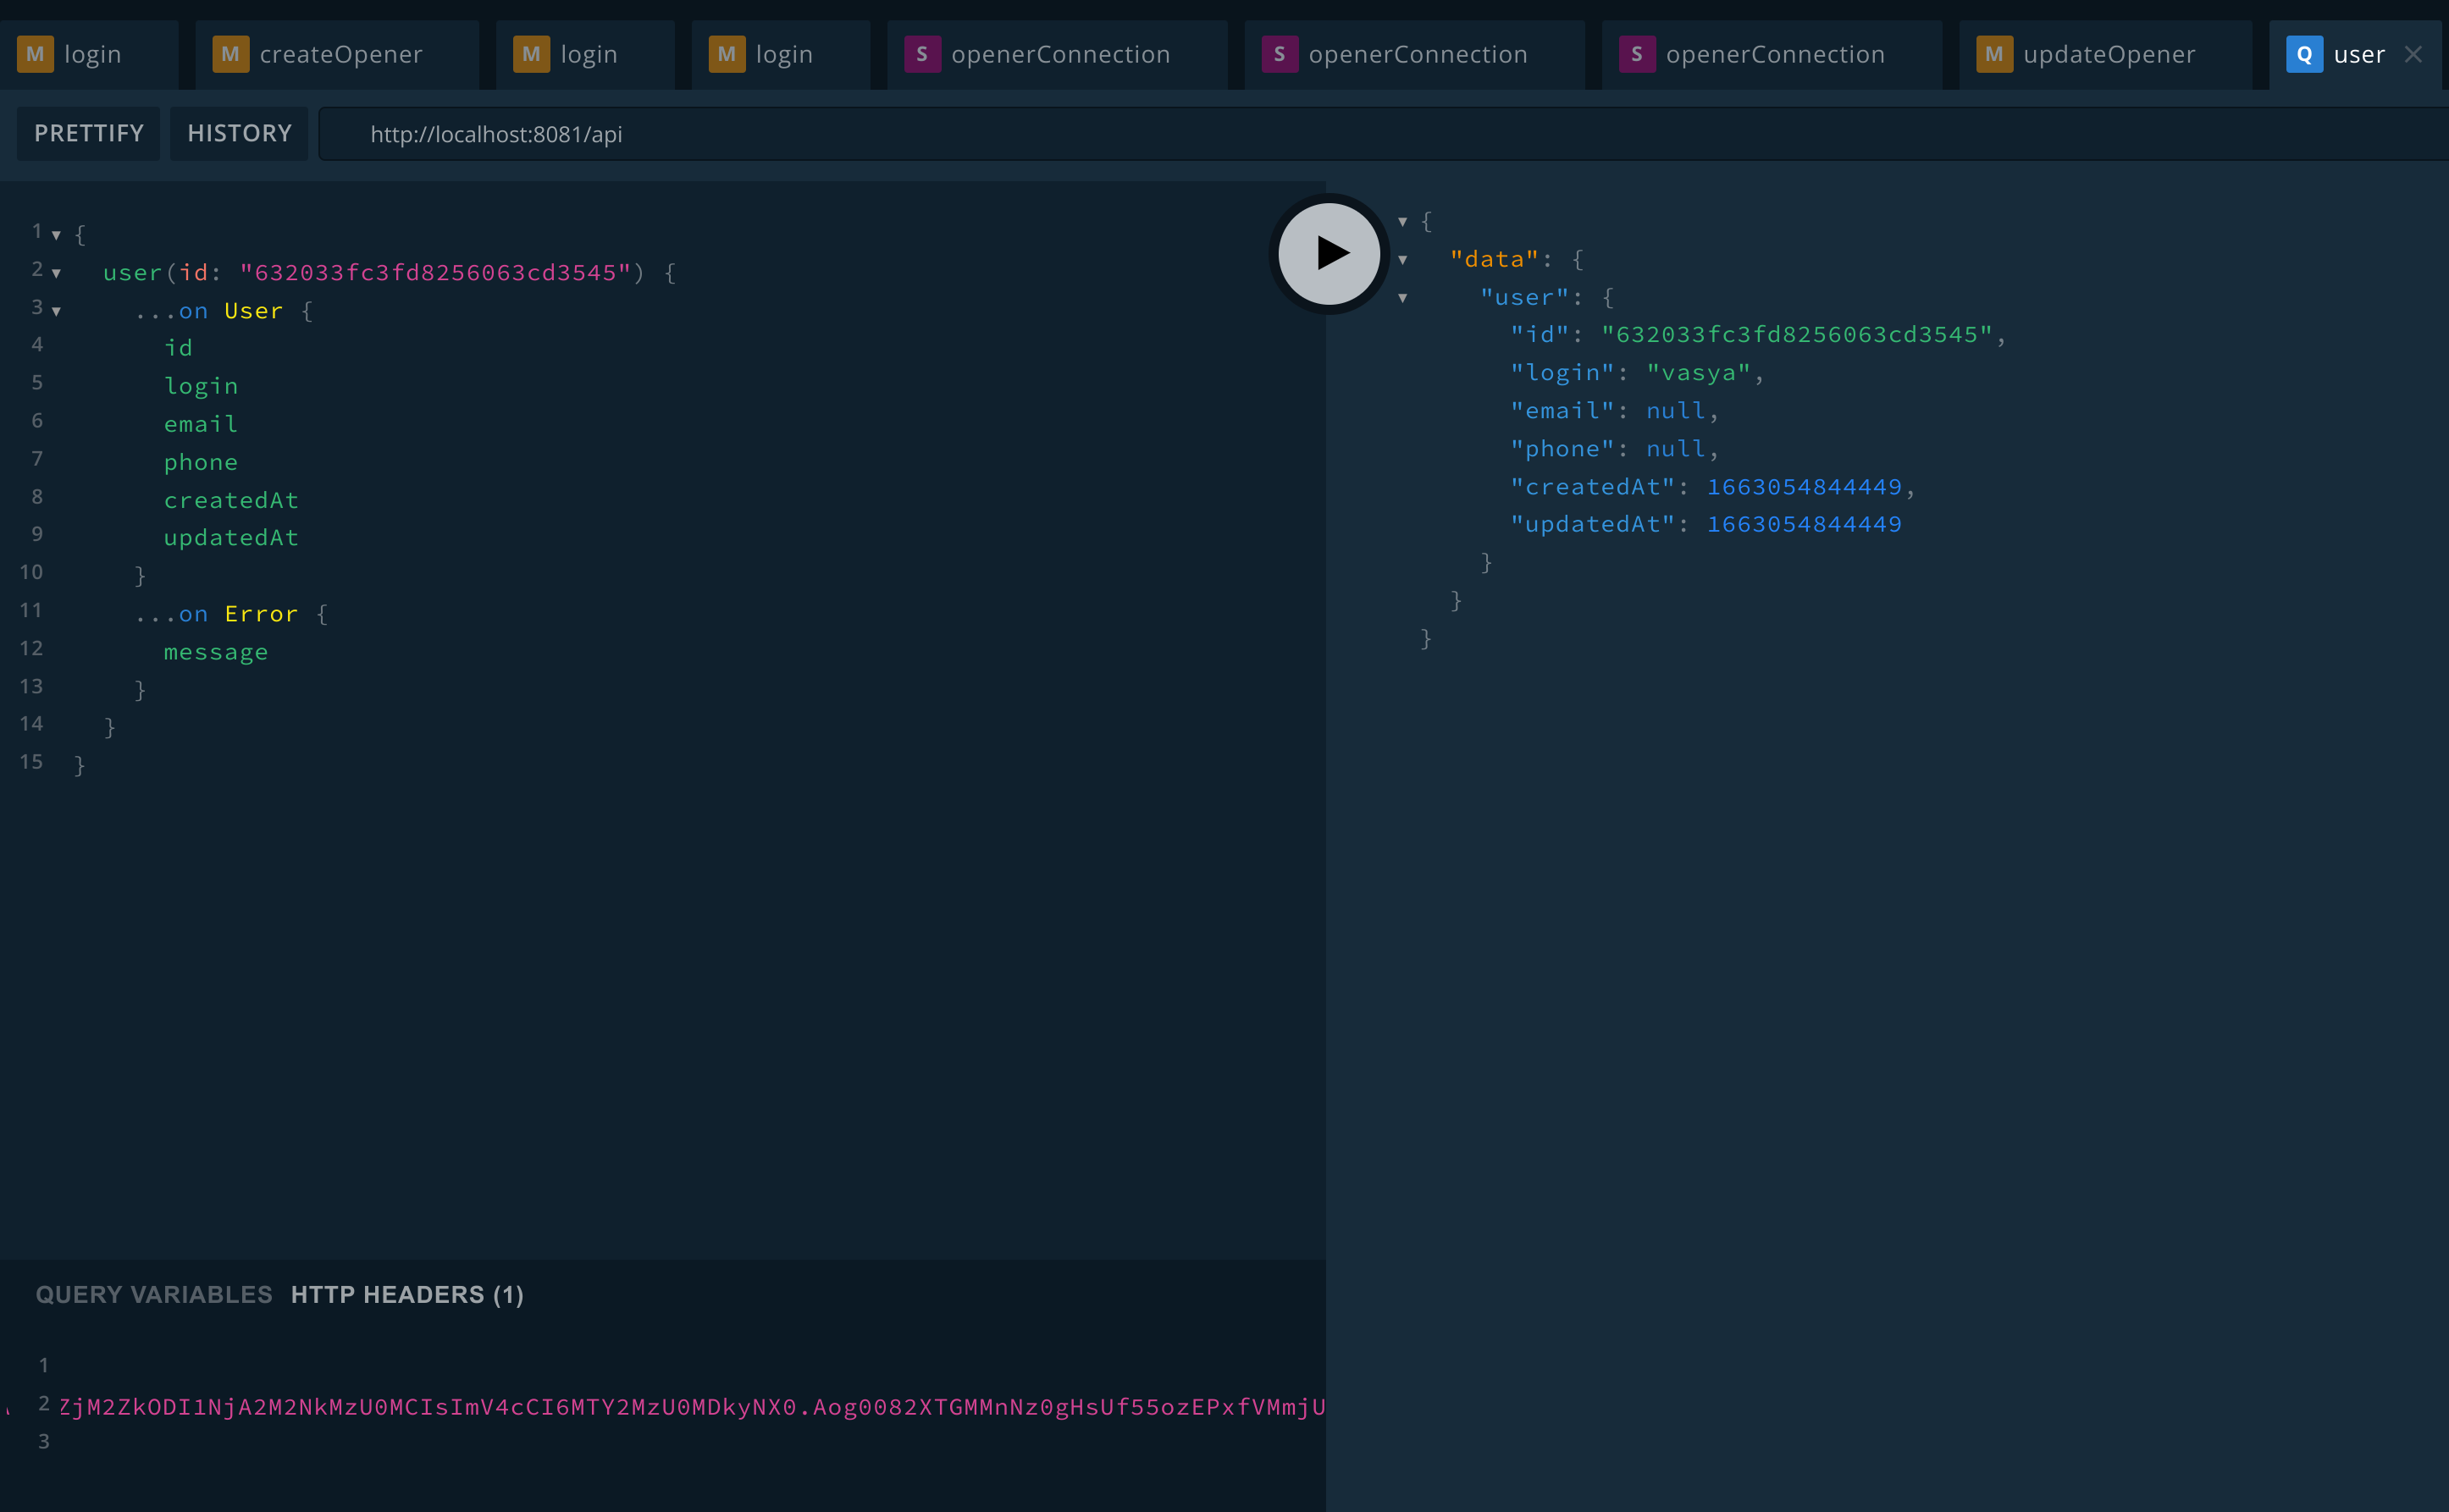 M login M createOpener M login M login S openerConnection S openerConnection S openerConnection M updateOpener Q user
PRETTIFY HISTORY http://localhost:8081/api
1 {
2 user(id: "632033fc3fd8256063cd3545") {
3 ...on User {
4 id
5 login
6 email
7 phone
8 createdAt
9 updatedAt
10 }
11 ...on Error {
12 message
13 }
14 }
15 }
{
"data": {
"user": {
"id": "632033fc3fd8256063cd3545",
"login": "vasya",
"email": null,
"phone": null,
"createdAt": 1663054844449,
"updatedAt": 1663054844449
}
}
}
QUERY VARIABLES HTTP HEADERS (1)
1
2 ZjM2ZkODI1NjA2M2NkMzU0MCIsImV4cCI6MTY2MzU0MDkyNX0.Aog0082XTGMMnNz0gHsUf55ozEPxfVMmjU
3